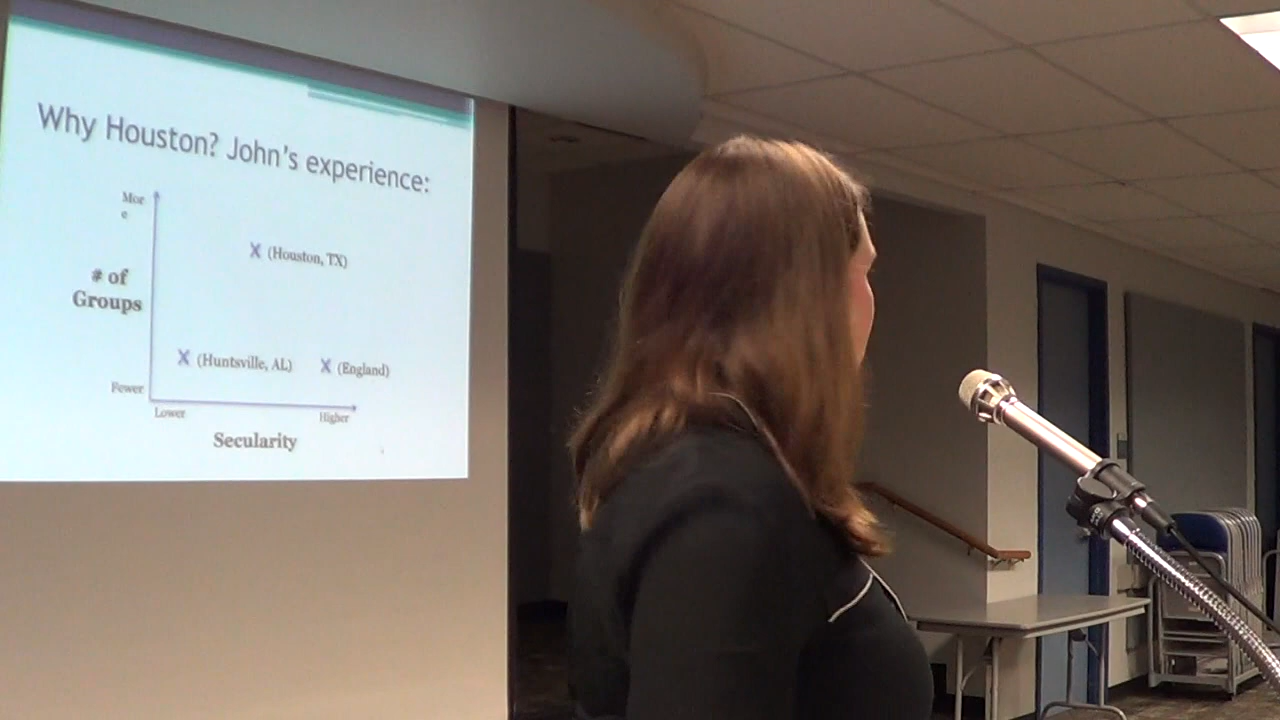 Why Houston? John's experience:
Mor
e
X (Houston, TX)
# of
Groups
X (Huntsville, AL) X (England)
Fewer
Lower Higher
Secularity